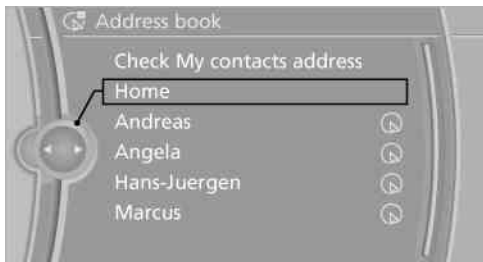 Address book
Check My contacts address
Home
Andreas
Angela
Hans-Juergen
Marcus